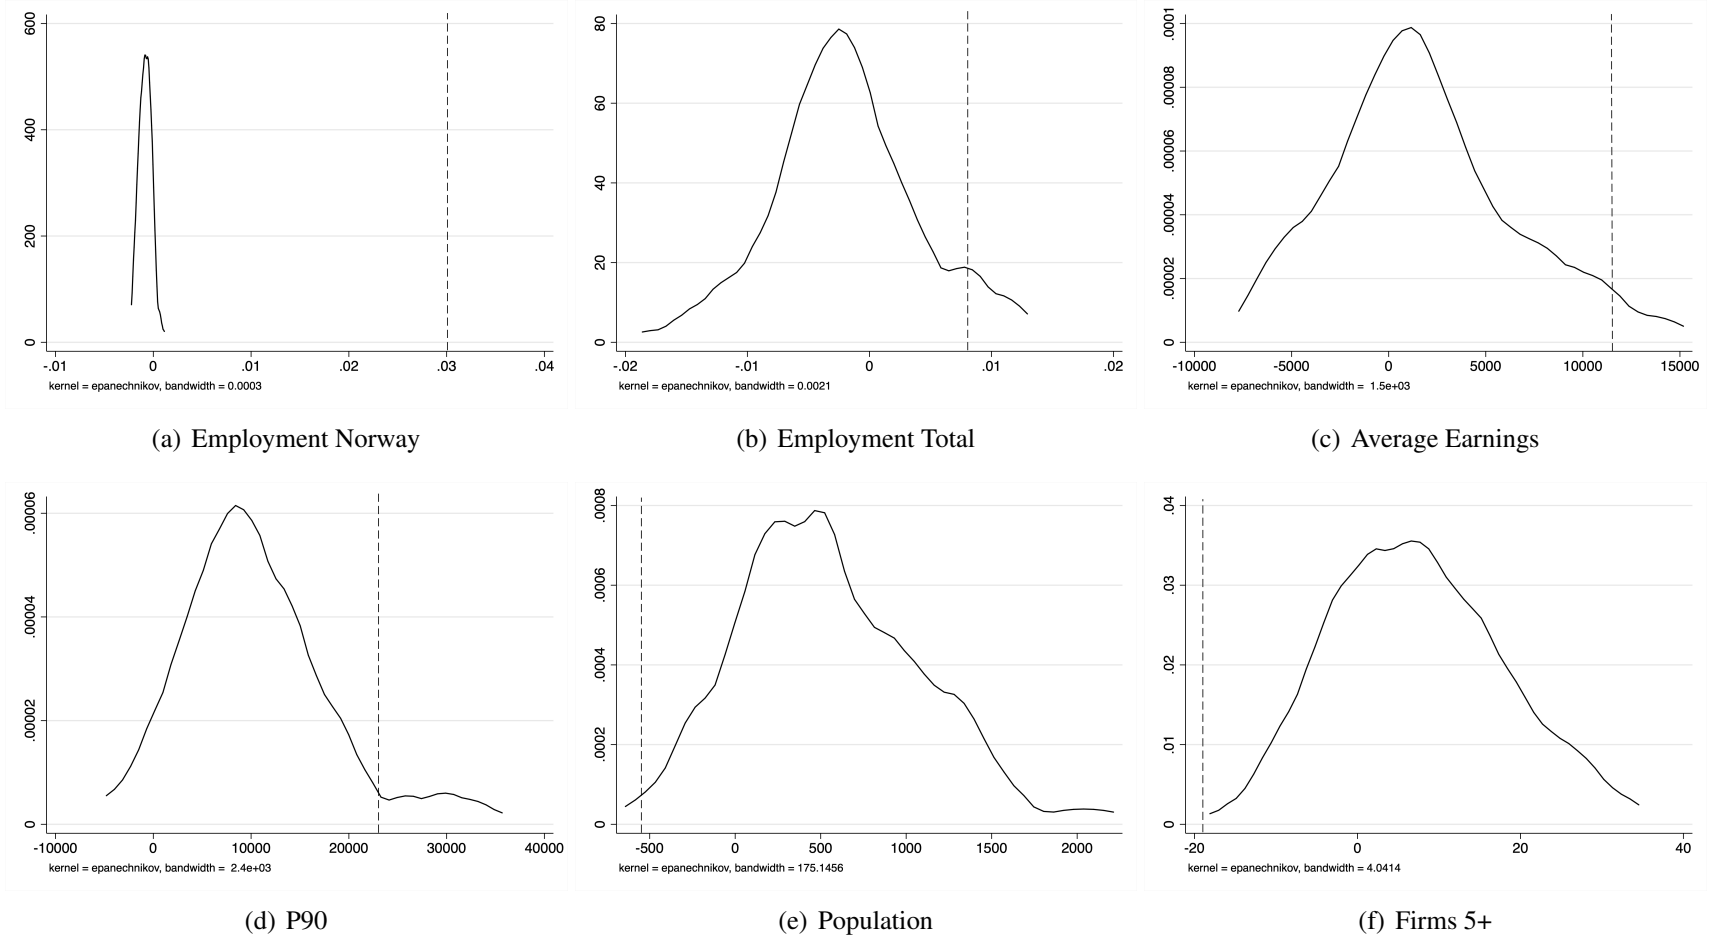 600
400
200
0
-.01 0 .01 .02 .03 .04
kernel = epanechnikov, bandwidth = 0.0003
(a) Employment Norway
80
60
40
20
0
-.02 -.01 0 .01 .02
kernel = epanechnikov, bandwidth = 0.0021
(b) Employment Total
.0001
.00008
.00006
.00004
.00002
0
-10000 -5000 0 5000 10000 15000
kernel = epanechnikov, bandwidth = 1.5e+03
(c) Average Earnings
.00006
.00004
.00002
0
-10000 0 10000 20000 30000 40000
kernel = epanechnikov, bandwidth = 2.4e+03
(d) P90
.0008
.0006
.0004
.0002
0
-500 0 500 1000 1500 2000
kernel = epanechnikov, bandwidth = 175.1456
(e) Population
.04
.03
.02
.01
0
-20 0 20 40
kernel = epanechnikov, bandwidth = 4.0414
(f) Firms 5+